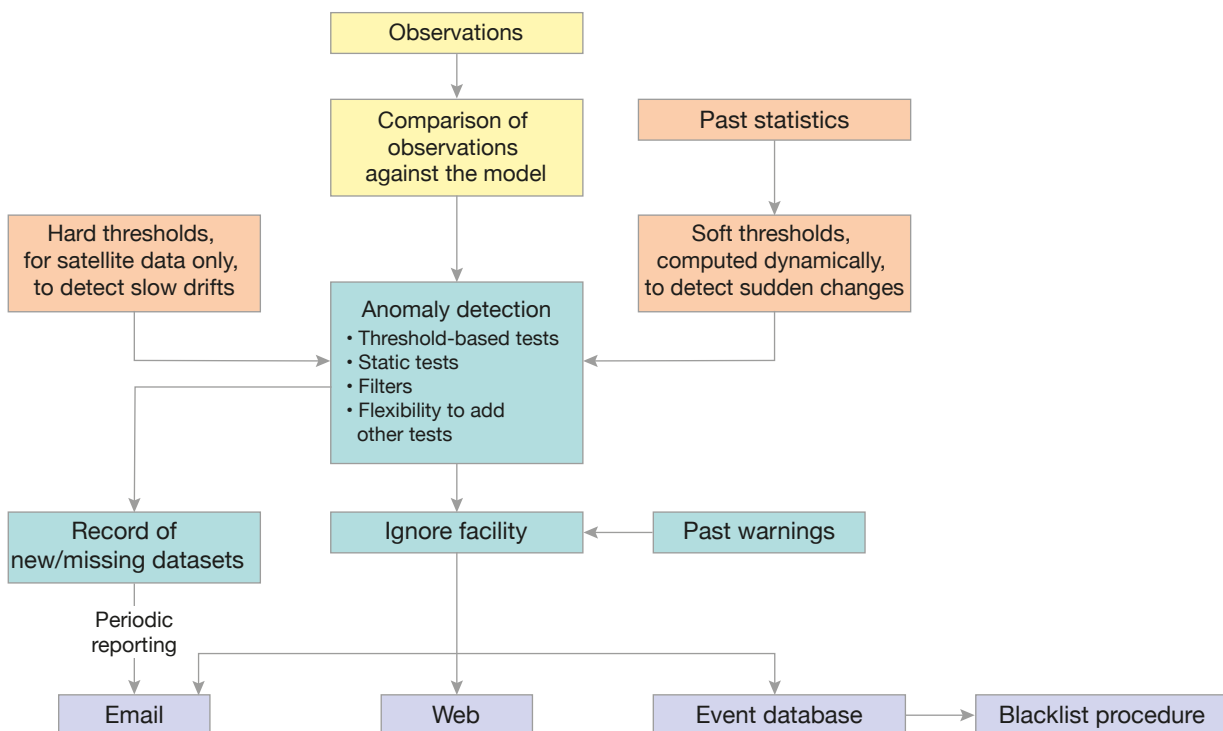 Observations
Comparison of
observations
against the model
Past statistics
Hard thresholds,
for satellite data only,
to detect slow drifts
Soft thresholds,
computed dynamically,
to detect sudden changes
Anomaly detection
• Threshold-based tests
• Static tests
• Filters
• Flexibility to add
other tests
Record of
new/missing datasets
Ignore facility
Past warnings
Periodic
reporting
Email
Web
Event database
Blacklist procedure